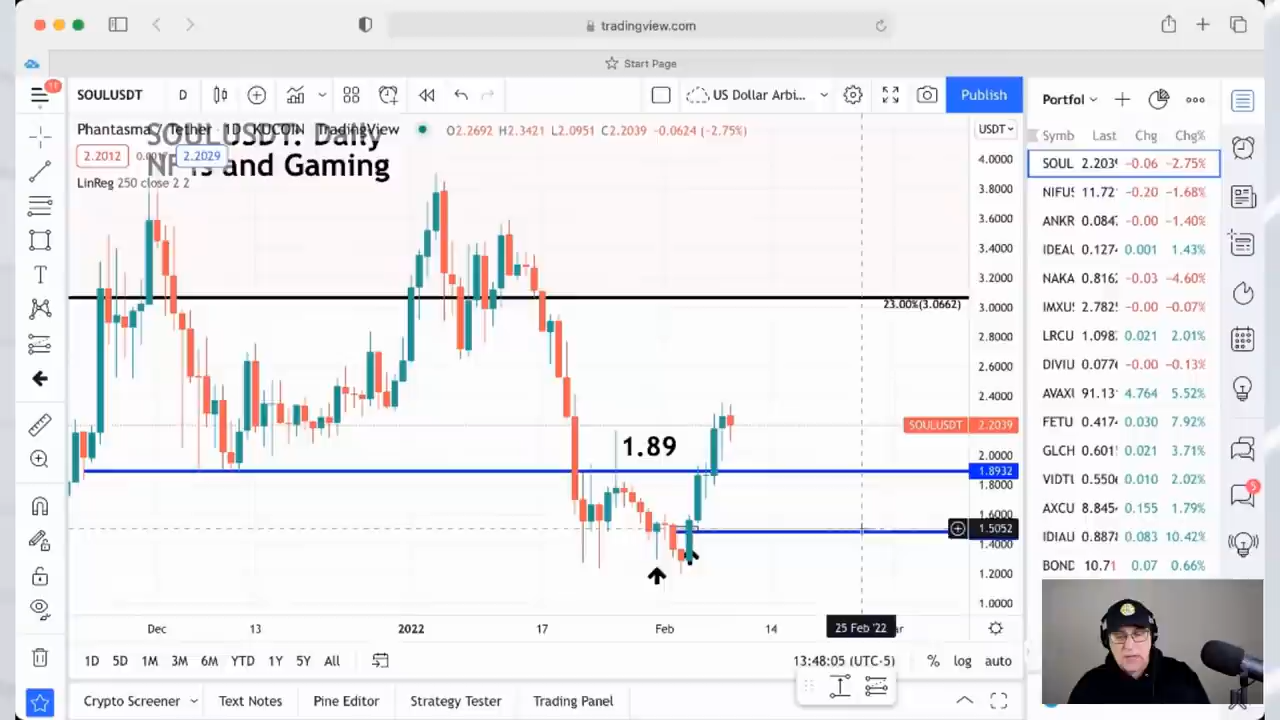 tradingview.com
Start Page
11
SOULUSDT
D
US Dollar Arbi...
Publish
Portfol
Phantasma / Tether · 1D · KUCOIN · TradingView
O2.2692 H2.3421 L2.0951 C2.2039 -0.0624 (-2.75%)
USDT
SOULUSDT: Daily
NFTs and Gaming
2.2012
2.2029
LinReg 250 close 2 2
Symb Last Chg Chg%
SOUL 2.203 −0.06 −2.75%
NIFU 11.72 −0.20 −1.68%
ANKR 0.084 −0.00 −1.40%
IDEAL 0.127 0.001 1.43%
NAKA 0.816 −0.03 −4.60%
IMXU 2.782 −0.00 −0.07%
LRCU 1.098 0.021 2.01%
DIVIU 0.077 −0.00 −0.13%
AVAX 91.13 4.764 5.52%
FETU 0.417 0.030 7.92%
GLCH 0.601 0.021 3.71%
VIDT 0.550 0.010 2.02%
AXCU 8.845 0.155 1.79%
IDIAU 0.887 0.083 10.42%
BOND 10.71 0.07 0.66%
4.0000
3.8000
3.6000
3.4000
3.2000
3.0000
2.8000
2.6000
2.4000
2.0000
1.8000
1.6000
1.4000
1.2000
1.0000
23.00%(3.0662)
SOULUSDT 2.2039
1.89
1.8932
1.5052
5
Dec 13 2022 17 Feb 14 25 Feb '22
1D 5D 1M 3M 6M YTD 1Y 5Y All
13:48:05 (UTC-5) % log auto
Crypto Screener Text Notes Pine Editor Strategy Tester Trading Panel